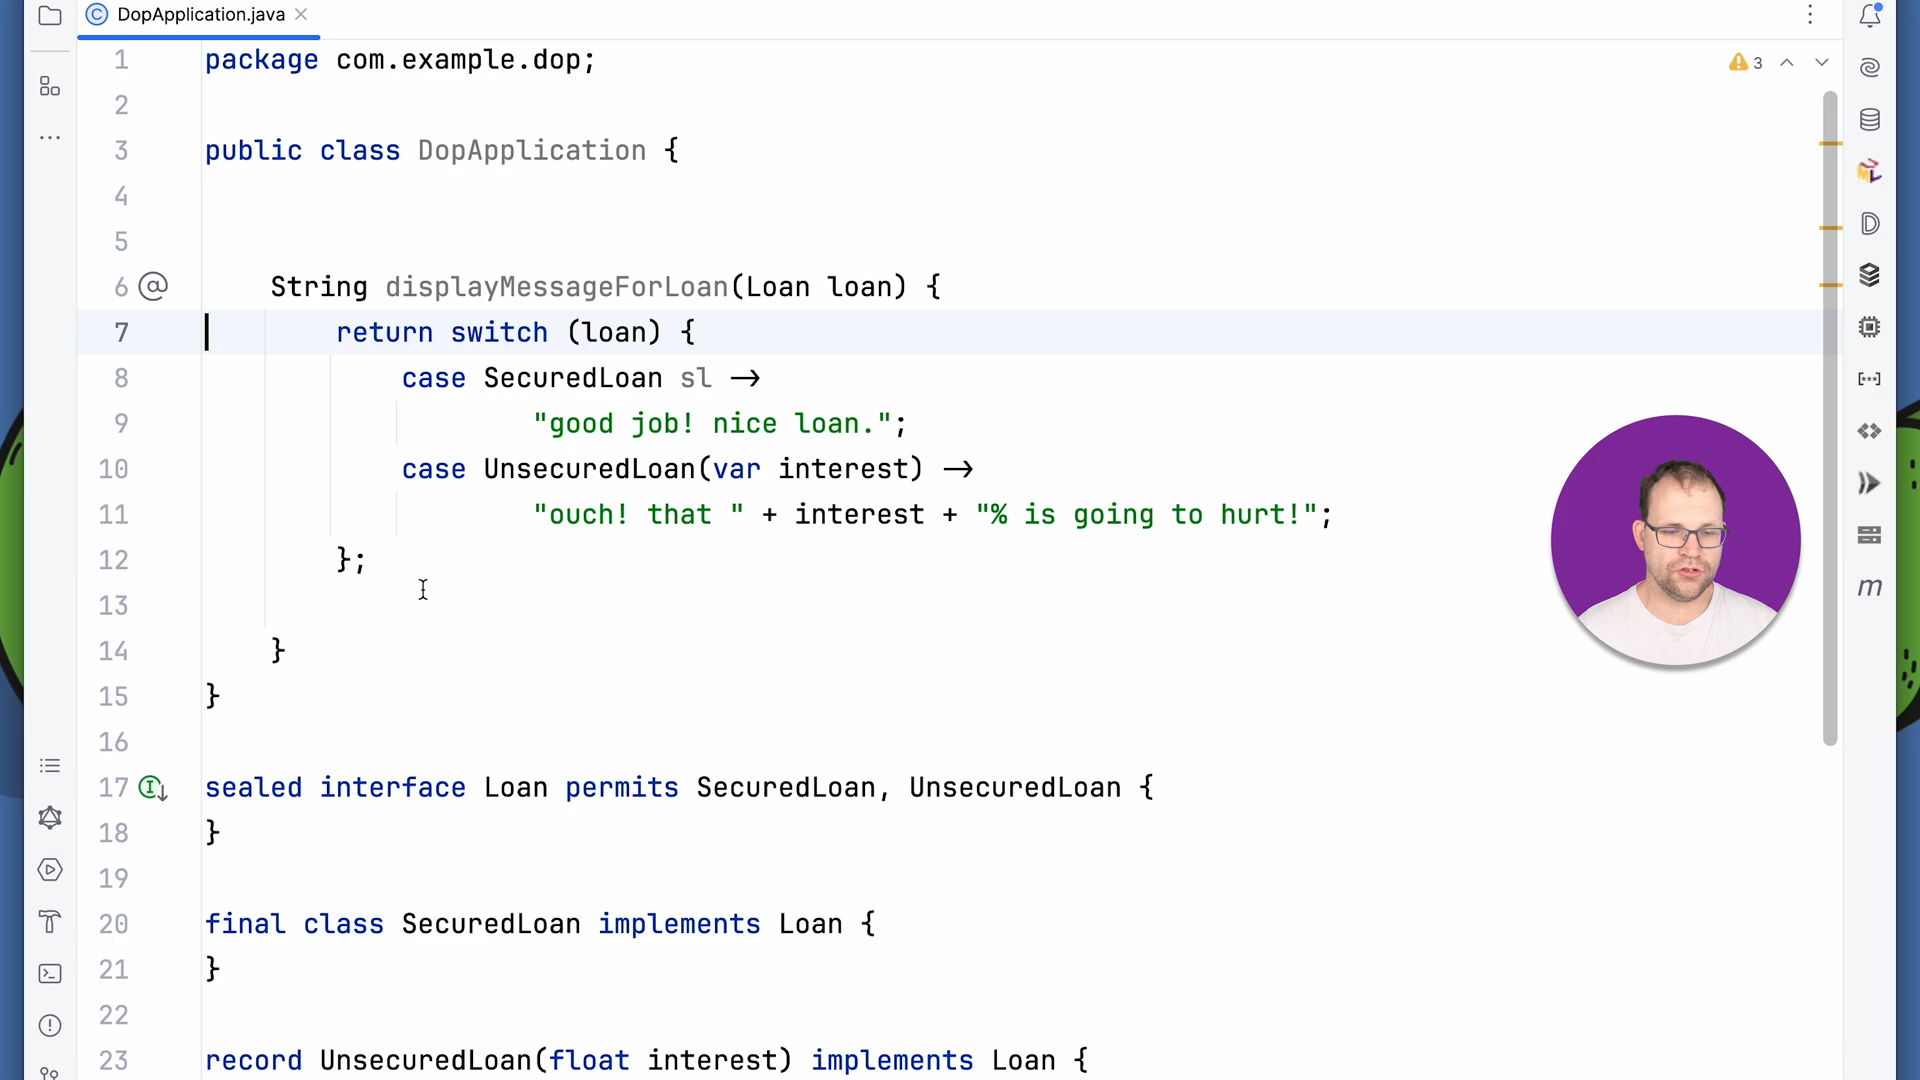 DopApplication.java
3
1 package com.example.dop;
2
3 public class DopApplication {
4
5
6 String displayMessageForLoan(Loan loan) {
7 return switch (loan) {
8 case SecuredLoan sl ->
9 "good job! nice loan.";
10 case UnsecuredLoan(var interest) ->
11 "ouch! that " + interest + "% is going to hurt!";
12 };
13
14 }
15 }
16
17 sealed interface Loan permits SecuredLoan, UnsecuredLoan {
18 }
19
20 final class SecuredLoan implements Loan {
21 }
22
23 record UnsecuredLoan(float interest) implements Loan {